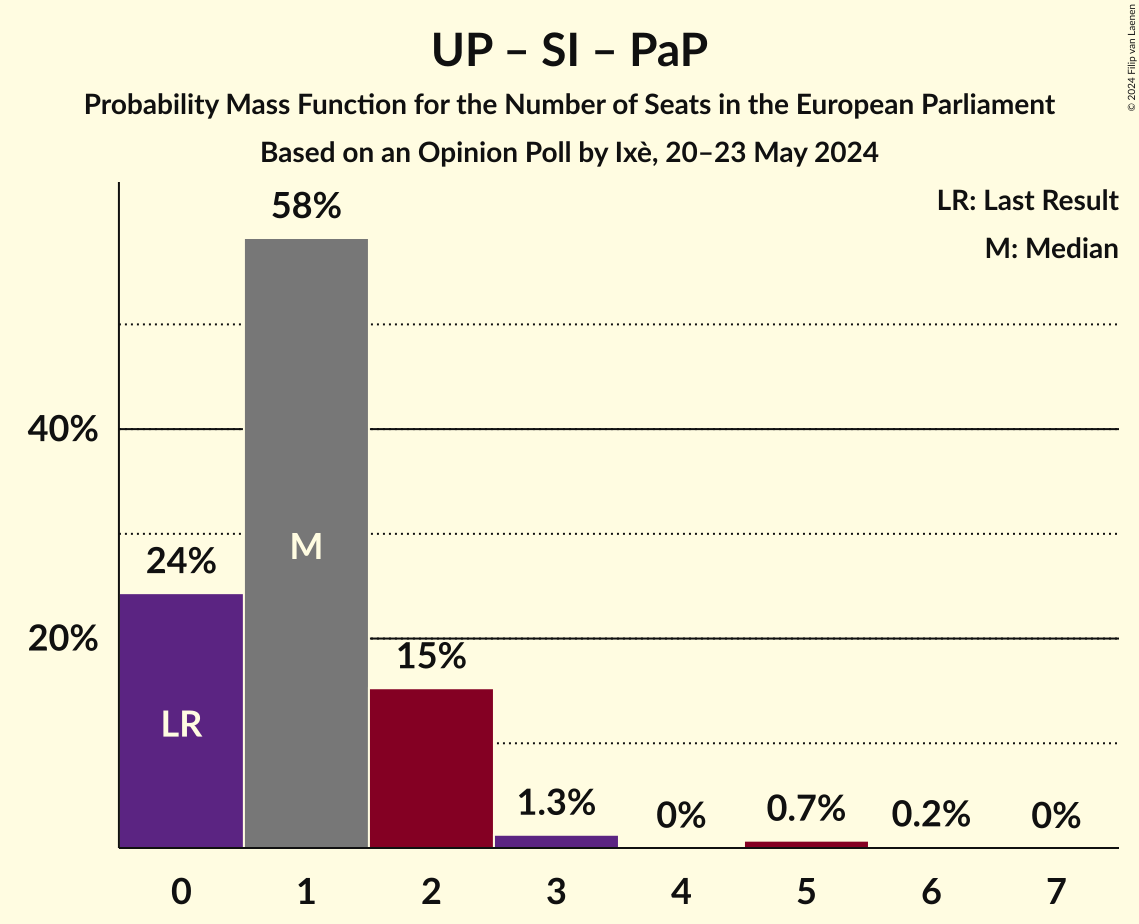 UP – SI – PaP
Probability Mass Function for the Number of Seats in the European Parliament
Based on an Opinion Poll by Ixè, 20–23 May 2024
© 2024 Filip van Laenen
LR: Last Result
M: Median
58%
40%
24%
M
20%
15%
LR
1.3%
0%
0.7%
0.2%
0%
0 1 2 3 4 5 6 7